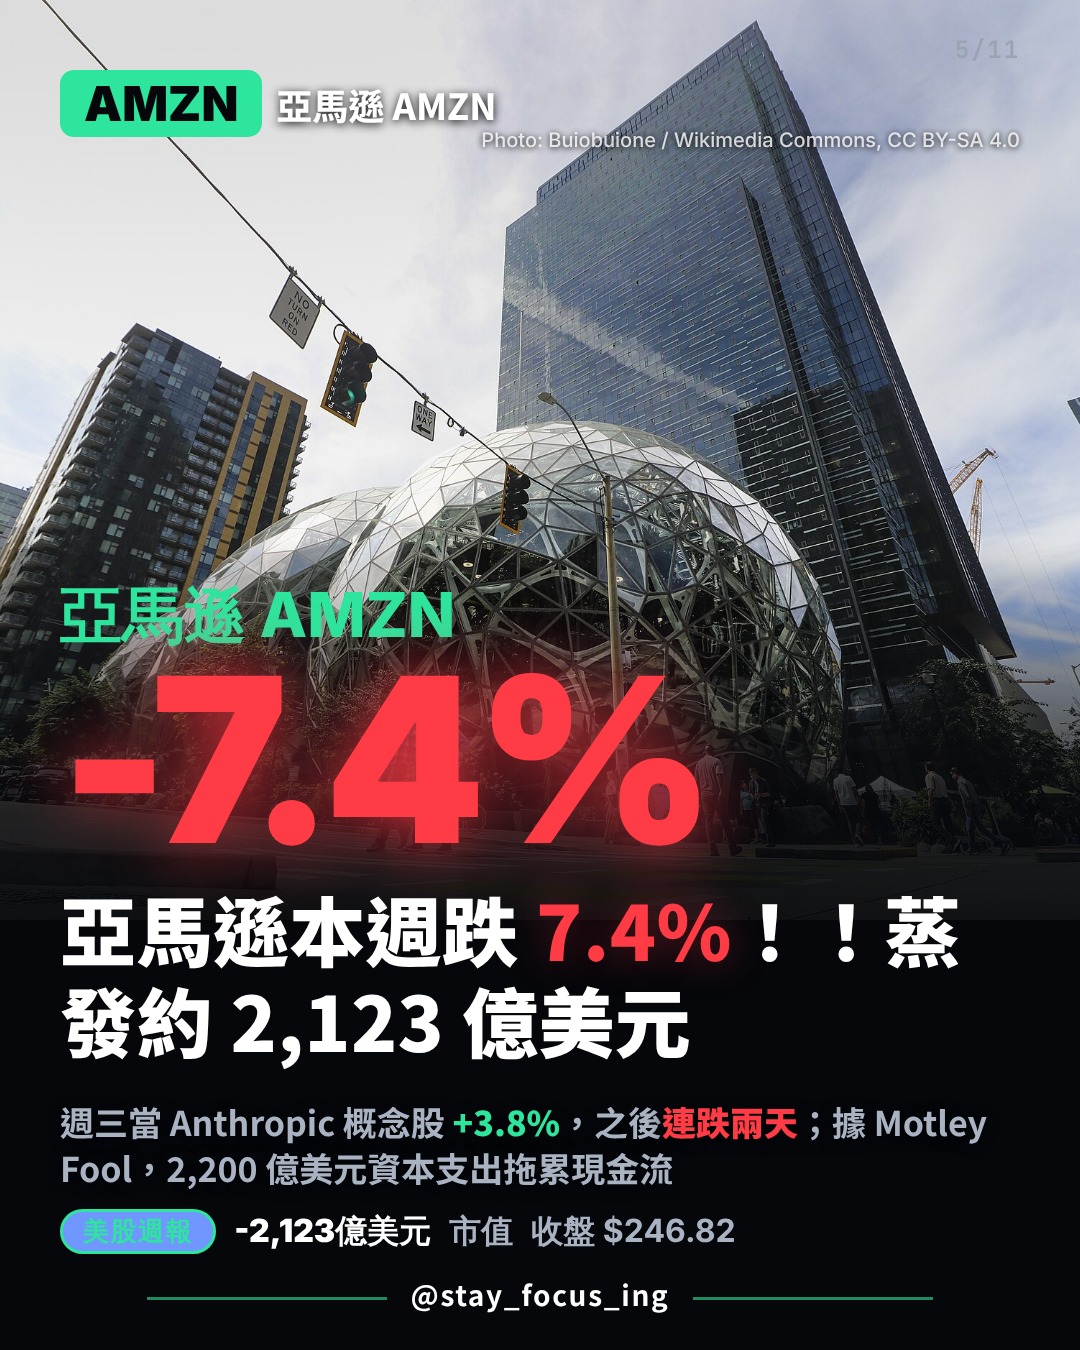 5/11
AMZN 亞馬遜 AMZN
Photo: Buiobuione / Wikimedia Commons, CC BY-SA 4.0
NO TURN ON RED
ONE WAY
亞馬遜 AMZN
-7.4%
亞馬遜本週跌 7.4%！！蒸
發約 2,123 億美元
週三當 Anthropic 概念股 +3.8%，之後連跌兩天；據 Motley
Fool，2,200 億美元資本支出拖累現金流
美股週報 -2,123億美元 市值 收盤 $246.82
@stay_focus_ing